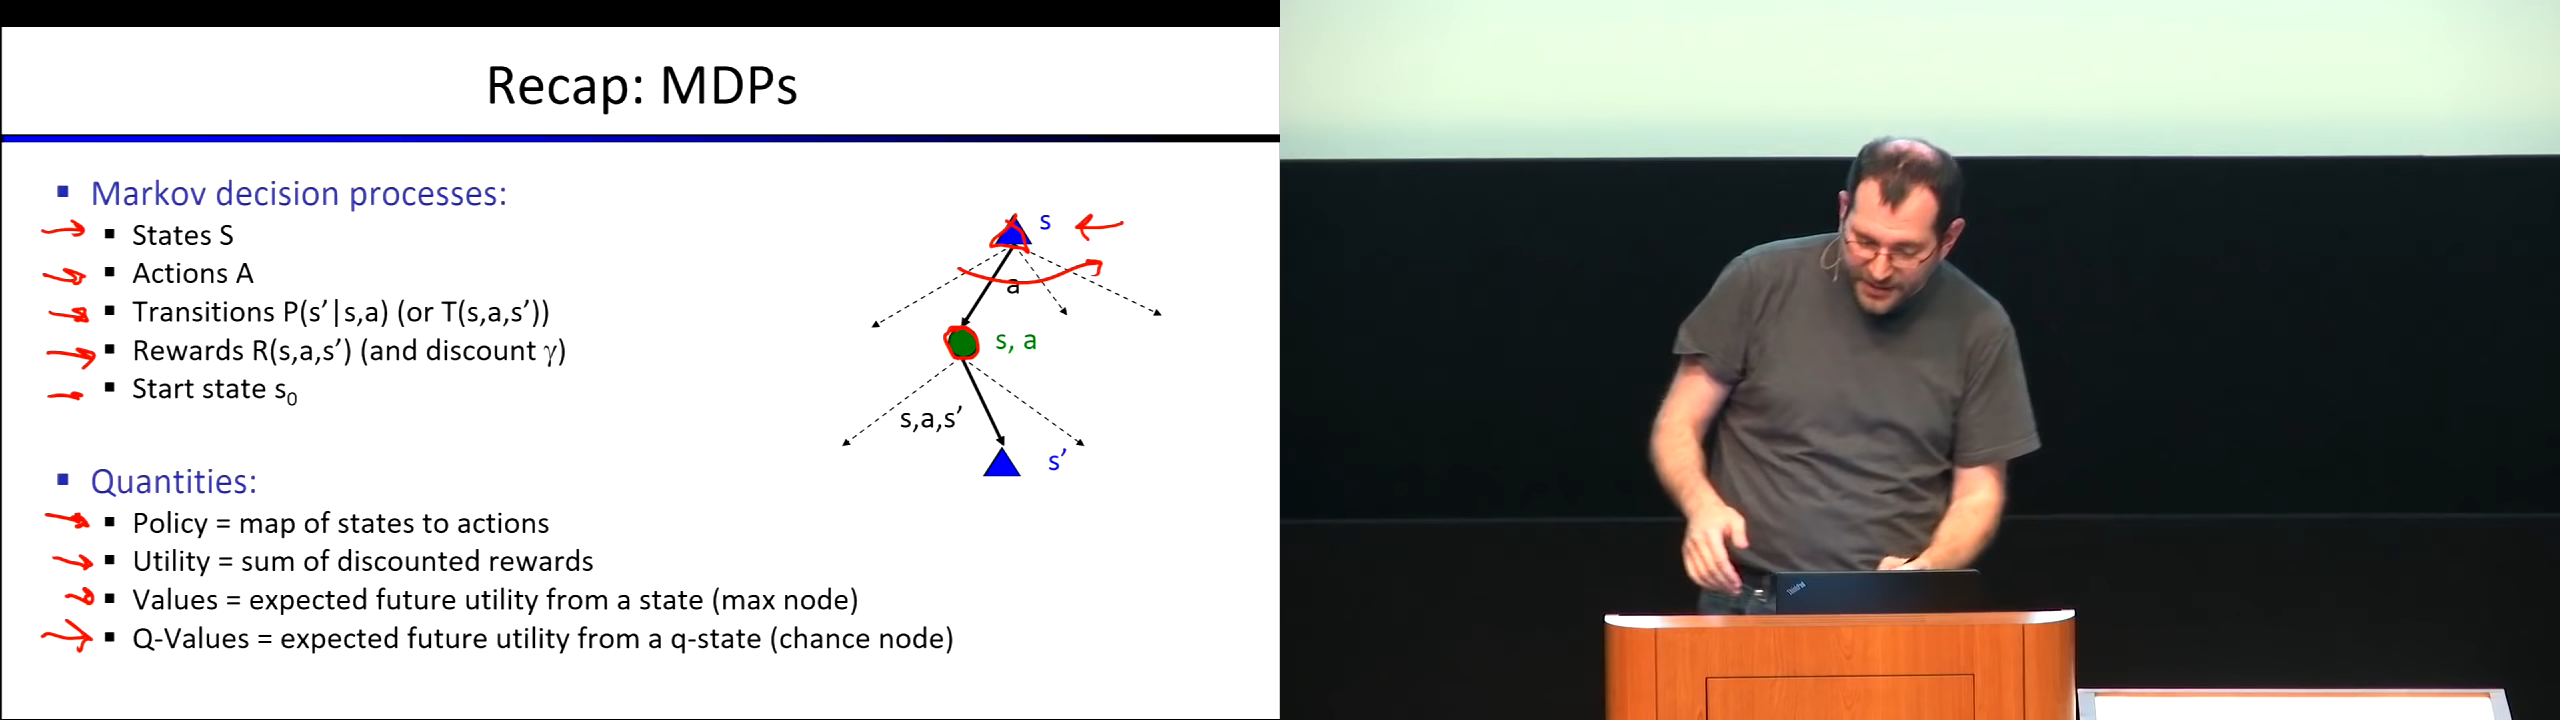 Recap: MDPs
Markov decision processes:
States S
Actions A
Transitions P(s'|s,a) (or T(s,a,s'))
Rewards R(s,a,s') (and discount γ)
Start state s₀
Quantities:
Policy = map of states to actions
Utility = sum of discounted rewards
Values = expected future utility from a state (max node)
Q-Values = expected future utility from a q-state (chance node)
s
a
s, a
s,a,s'
s'
ThinkPad